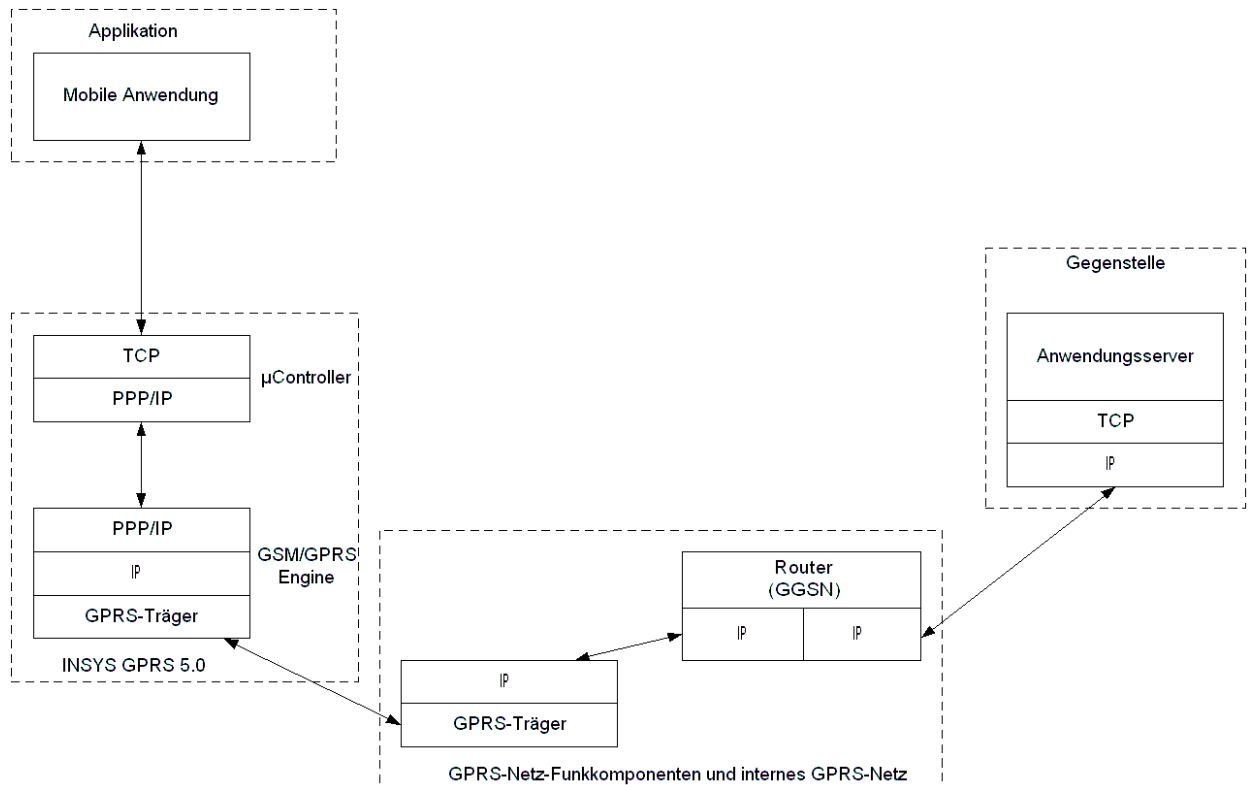 Applikation
Mobile Anwendung
TCP
PPP/IP
µController
PPP/IP
IP
GPRS-Träger
GSM/GPRS
Engine
INSYS GPRS 5.0
IP
GPRS-Träger
Router
(GGSN)
IP
IP
GPRS-Netz-Funkkomponenten und internes GPRS-Netz
Gegenstelle
Anwendungsserver
TCP
IP